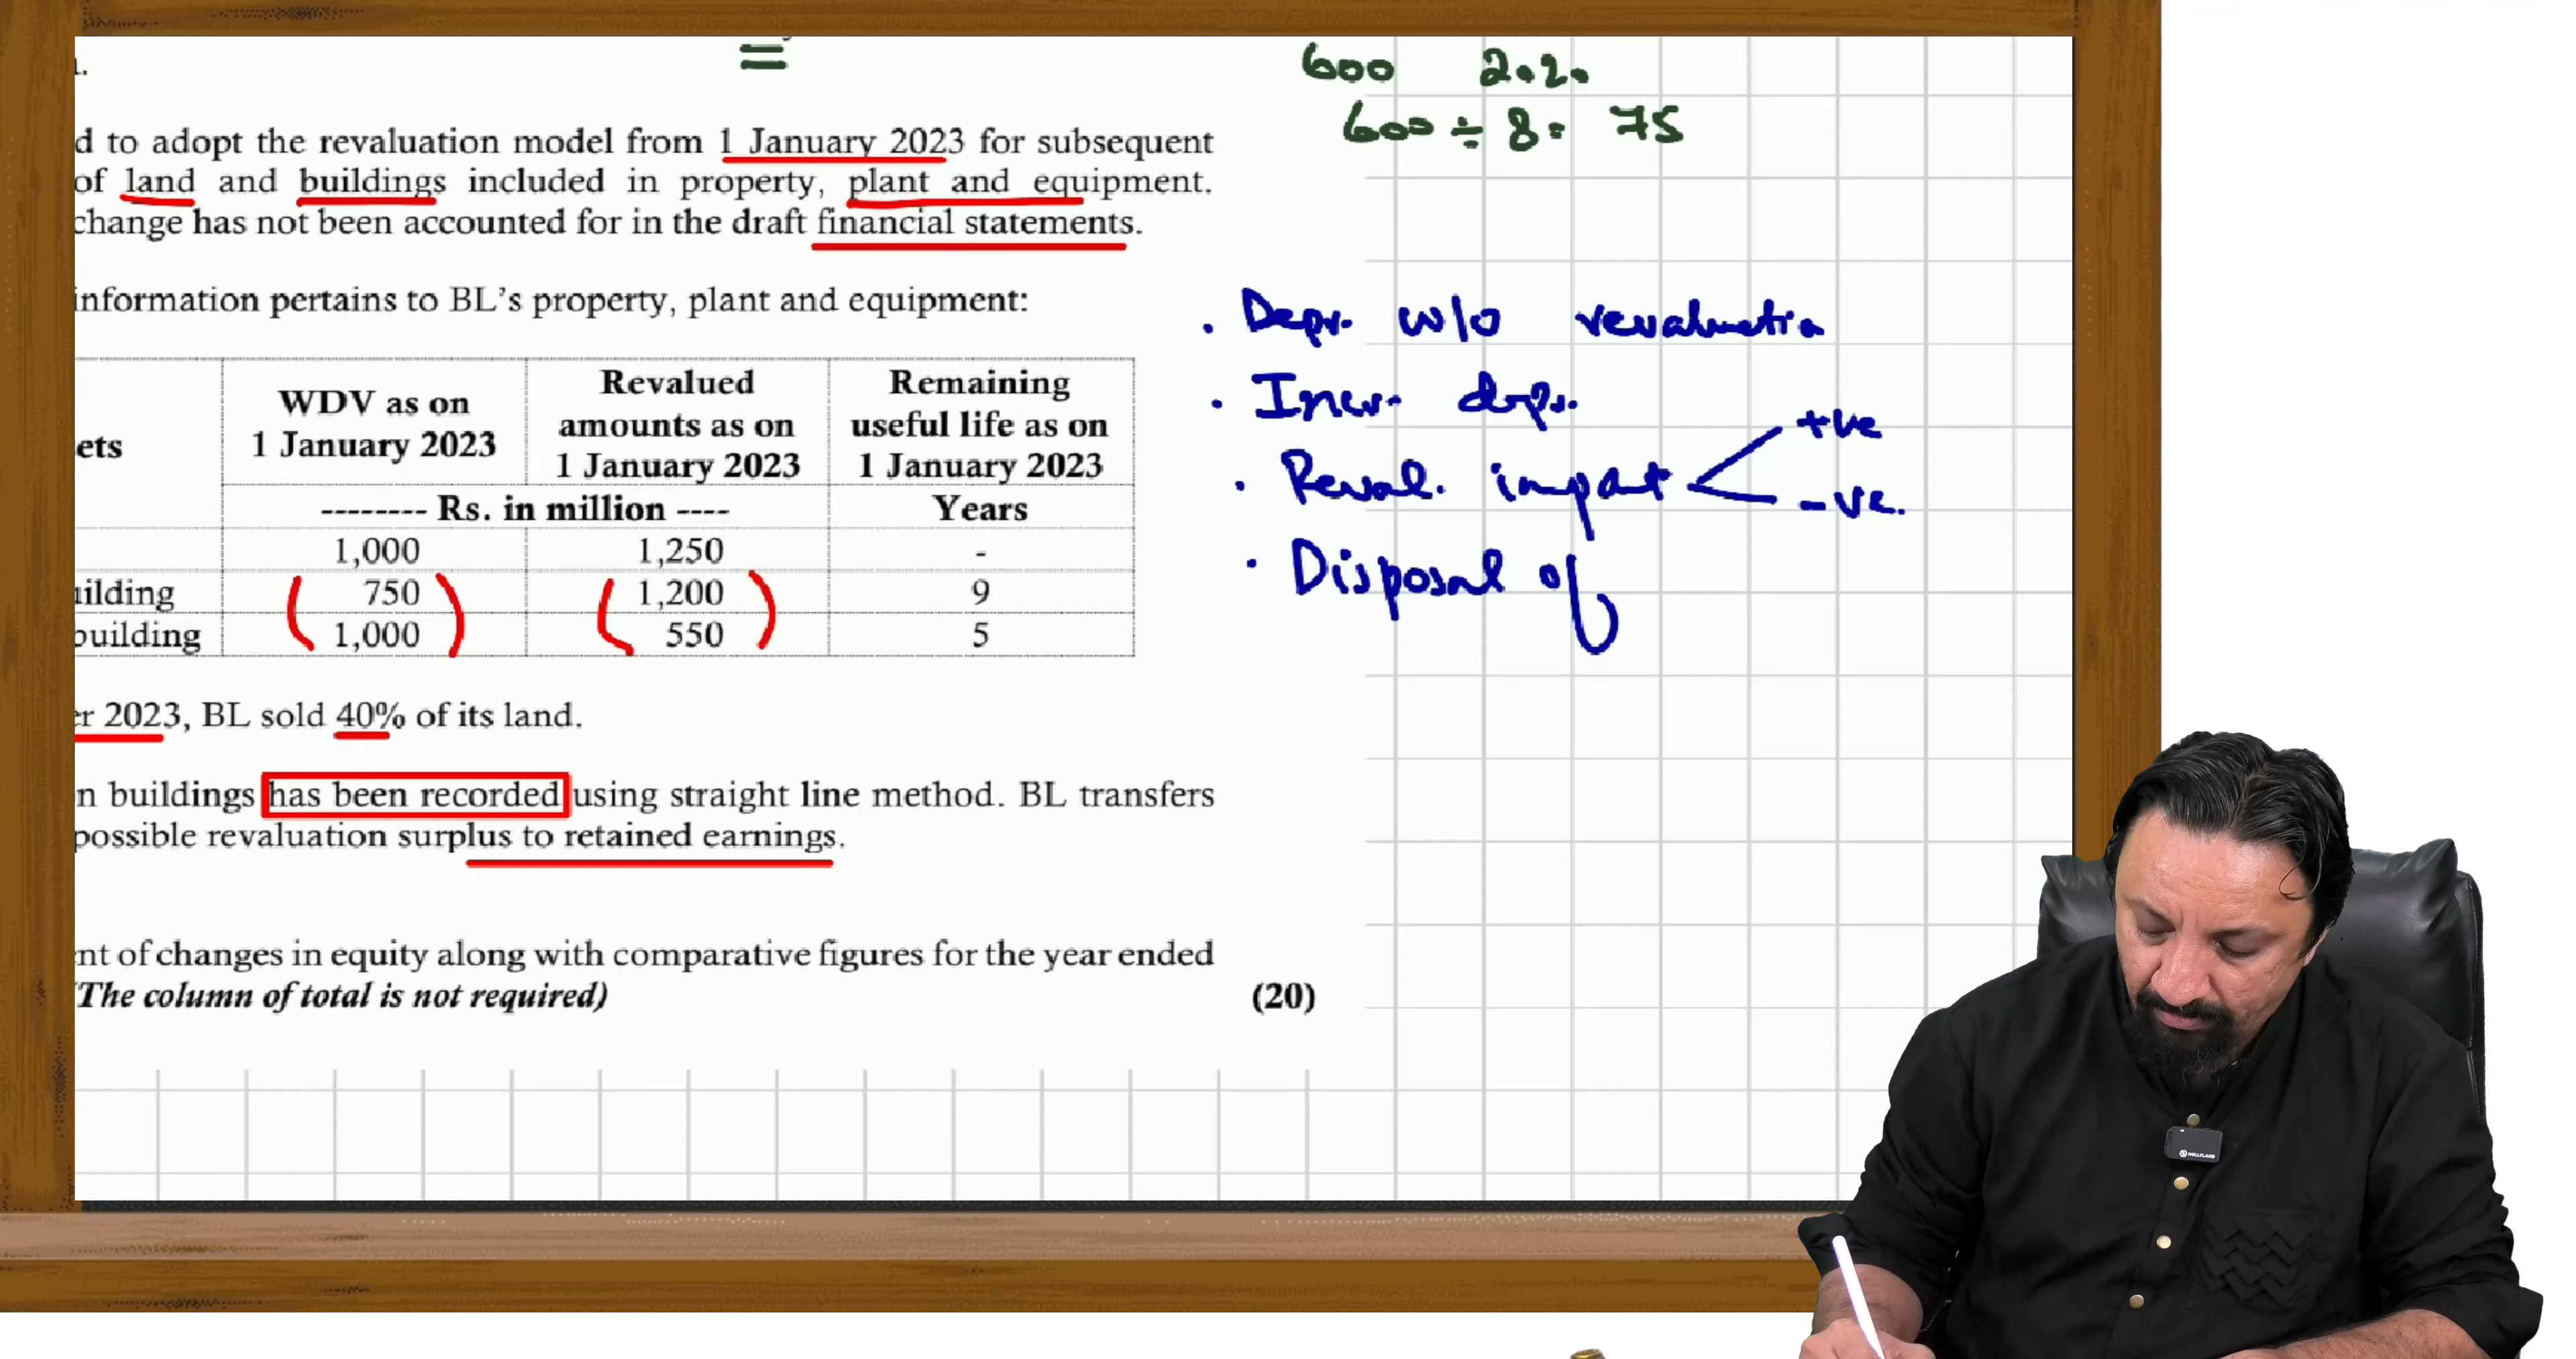 600 2020
600 ÷ 8 = 75
d to adopt the revaluation model from 1 January 2023 for subsequent
of land and buildings included in property, plant and equipment.
change has not been accounted for in the draft financial statements.
information pertains to BL's property, plant and equipment:
ets
WDV as on
1 January 2023
Revalued
amounts as on
1 January 2023
Remaining
useful life as on
1 January 2023
-------- Rs. in million ----
Years
1,000 1,250 -
uilding 750 1,200 9
building 1,000 550 5
er 2023, BL sold 40% of its land.
n buildings has been recorded using straight line method. BL transfers
possible revaluation surplus to retained earnings.
nt of changes in equity along with comparative figures for the year ended
(The column of total is not required) (20)
. Depr. w/o revaluation
. Incr. depr.
. Reval. impact +ve
-ve.
. Disposal of
HOLLYLAND